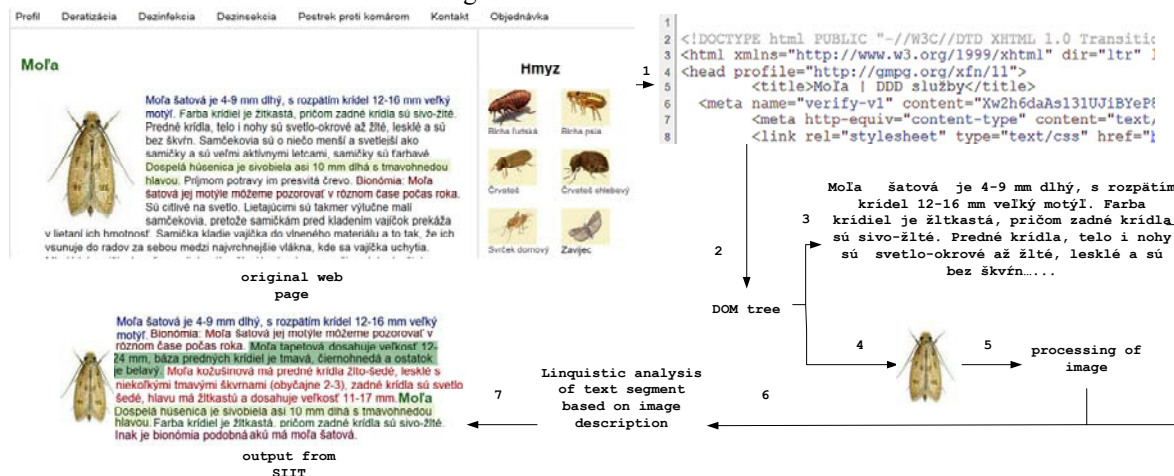 Profil Deratizácia Dezinfekcia Dezinsekcia Postrek proti komárom Kontakt Objednávka
Moľa
Moľa šatová je 4-9 mm dlhý, s rozpätím krídel 12-16 mm veľký
motýľ. Farba krídiel je žltkastá, pričom zadné krídla sú sivo-žlté.
Predné krídla, telo i nohy sú svetlo-okrové až žlté, lesklé a sú
bez škvŕn. Samčekovia sú o niečo menší a svetlejší ako
samičky a sú veľmi aktívnymi letcami, samičky sú farbavé
Sú citlivé na svetlo.
Dospelá húsenica je sivobiela asi 10 mm dlhá s tmavohnedou
hlavou. Príjmom potravy im presvitá črevo. Bionómia: Moľa
šatová jej motýle môžeme pozorovať v rôznom čase počas roka.
Sú citlivé na svetlo. Lietajúcimi sú takmer výlučne malí
samčekovia, pretože samičkám pred kladením vajíčok prekáža
v lietaní ich hmotnosť. Samička kladie vajíčka do vlneného materiálu a to tak, že ich
vsunuje do radov za sebou medzi najvrchnejšie vlákna, kde sa vajíčka uchytia.
Hmyz
Blcha ľudská Blcha psia
Črvotoč Črvotoč chlebový
Svrček domový Zavíjec
original web
page
1
1
2 <!DOCTYPE html PUBLIC "-//W3C//DTD XHTML 1.0 Transitic
3 <html xmlns="http://www.w3.org/1999/xhtml" dir="ltr" l
4 <head profile="http://gmpg.org/xfn/11">
5 <title>Moľa | DDD služby</title>
6 <meta name="verify-v1" content="Xw2h6daAs131UJiBYeP8
7 <meta http-equiv="content-type" content="text/
8 <link rel="stylesheet" type="text/css" href="h
2
DOM tree
3
Moľa šatová je 4-9 mm dlhý, s rozpätím
krídel 12-16 mm veľký motýľ. Farba
krídiel je žltkastá, pričom zadné krídla
sú sivo-žlté. Predné krídla, telo i nohy
sú svetlo-okrové až žlté, lesklé a sú
bez škvŕn…...
4
5
processing of
image
6
Linguistic analysis
of text segment
based on image
description
7
Moľa šatová je 4-9 mm dlhý, s rozpätím krídel 12-16 mm veľký
motýľ. Bionómia: Moľa šatová jej motýle môžeme pozorovať v
rôznom čase počas roka. Moľa tapetová dosahuje veľkosť 12-
24 mm, báza predných krídiel je tmavá, čiernohnedá a ostatok
je belavý. Moľa kožušinová má predné krídla žlto-šedé, lesklé s
niekoľkými tmavými škvrnami (obyčajne 2-3), zadné krídla sú svetlo
šedé, hlavu má žltkastú a dosahuje veľkosť 11-17 mm. Moľa
Dospelá húsenica je sivobiela asi 10 mm dlhá s tmavohnedou
hlavou. Farba krídiel je žltkastá, pričom zadné krídla sú sivo-žlté.
Inak je bionómia podobná akú má moľa šatová.
output from
SIIT